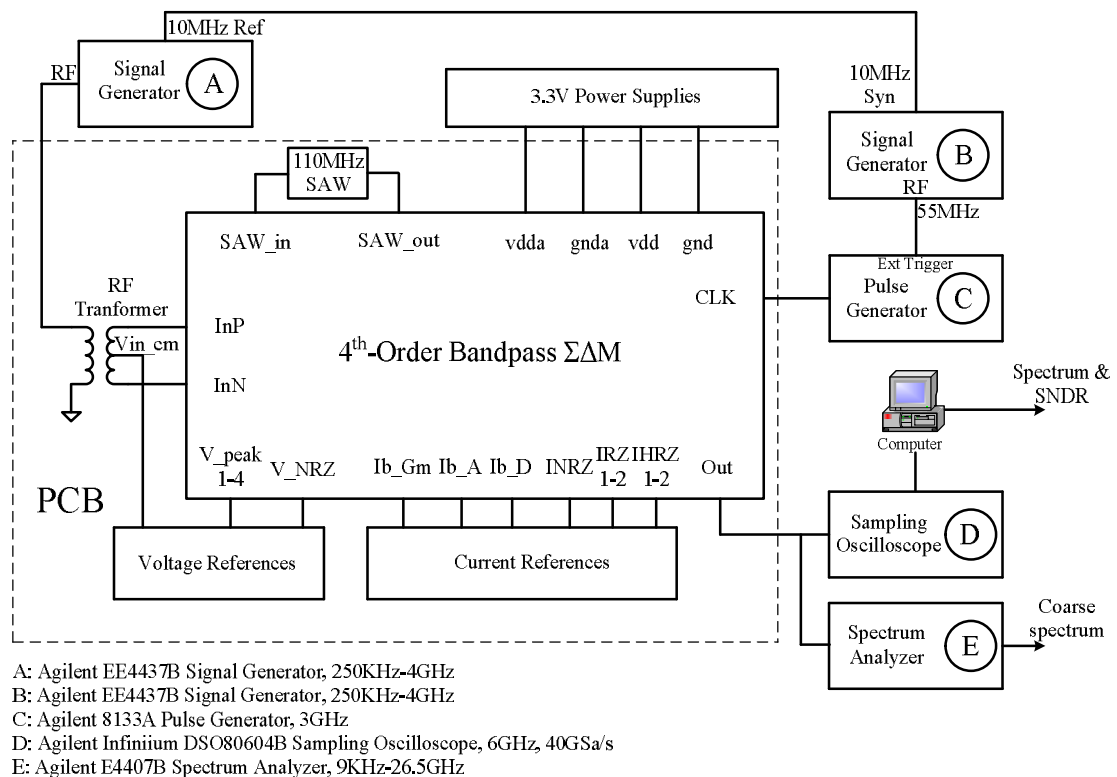 10MHz Ref
RF
Signal
Generator
A
3.3V Power Supplies
10MHz
Syn
Signal
Generator
B
RF
55MHz
110MHz
SAW
SAW_in
SAW_out
vdda
gnda
vdd
gnd
Ext Trigger
Pulse
Generator
C
CLK
RF
Tranformer
Vin_cm
InP
InN
4th-Order Bandpass ΣΔM
Spectrum &
SNDR
Computer
V_peak
1-4
V_NRZ
Ib_Gm
Ib_A
Ib_D
INRZ
IRZ
1-2
IHRZ
1-2
Out
PCB
Voltage References
Current References
Sampling
Oscilloscope
D
Spectrum
Analyzer
E
Coarse
spectrum
A: Agilent EE4437B Signal Generator, 250KHz-4GHz
B: Agilent EE4437B Signal Generator, 250KHz-4GHz
C: Agilent 8133A Pulse Generator, 3GHz
D: Agilent Infiniium DSO80604B Sampling Oscilloscope, 6GHz, 40GSa/s
E: Agilent E4407B Spectrum Analyzer, 9KHz-26.5GHz